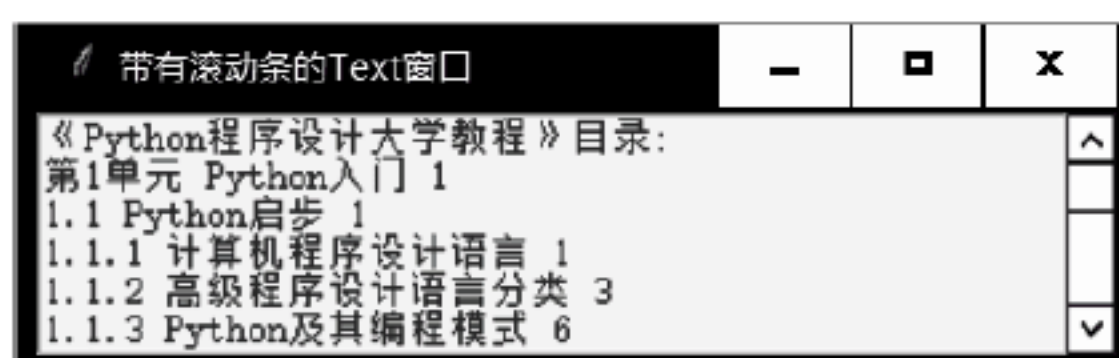 带有滚动条的Text窗口
《Python程序设计大学教程》目录:
第1单元 Python入门 1
1.1 Python启步 1
1.1.1 计算机程序设计语言 1
1.1.2 高级程序设计语言分类 3
1.1.3 Python及其编程模式 6